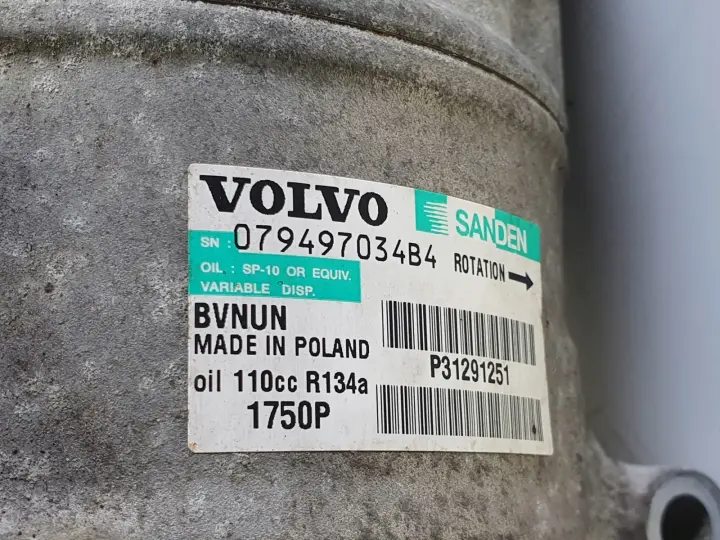 VOLVO SANDEN
SN : 079497034B4 ROTATION→
OIL : SP-10 OR EQUIV.
VARIABLE DISP.
BVNUN
MADE IN POLAND
P31291251
oil 110cc R134a
1750P